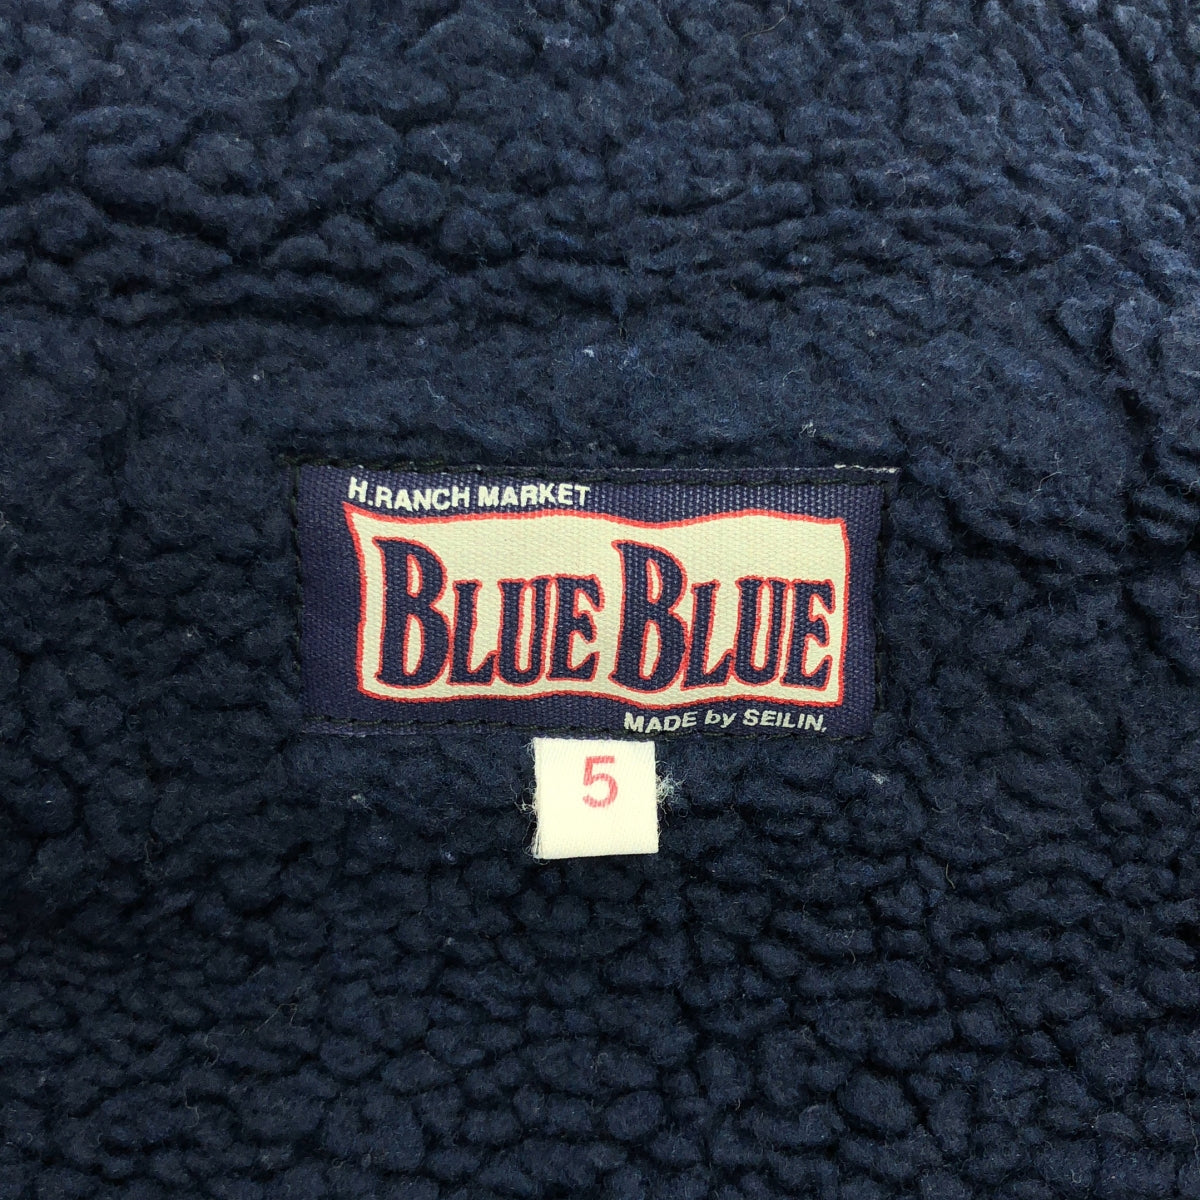 H.RANCH MARKET
BLUE BLUE
MADE by SEILIN,
5